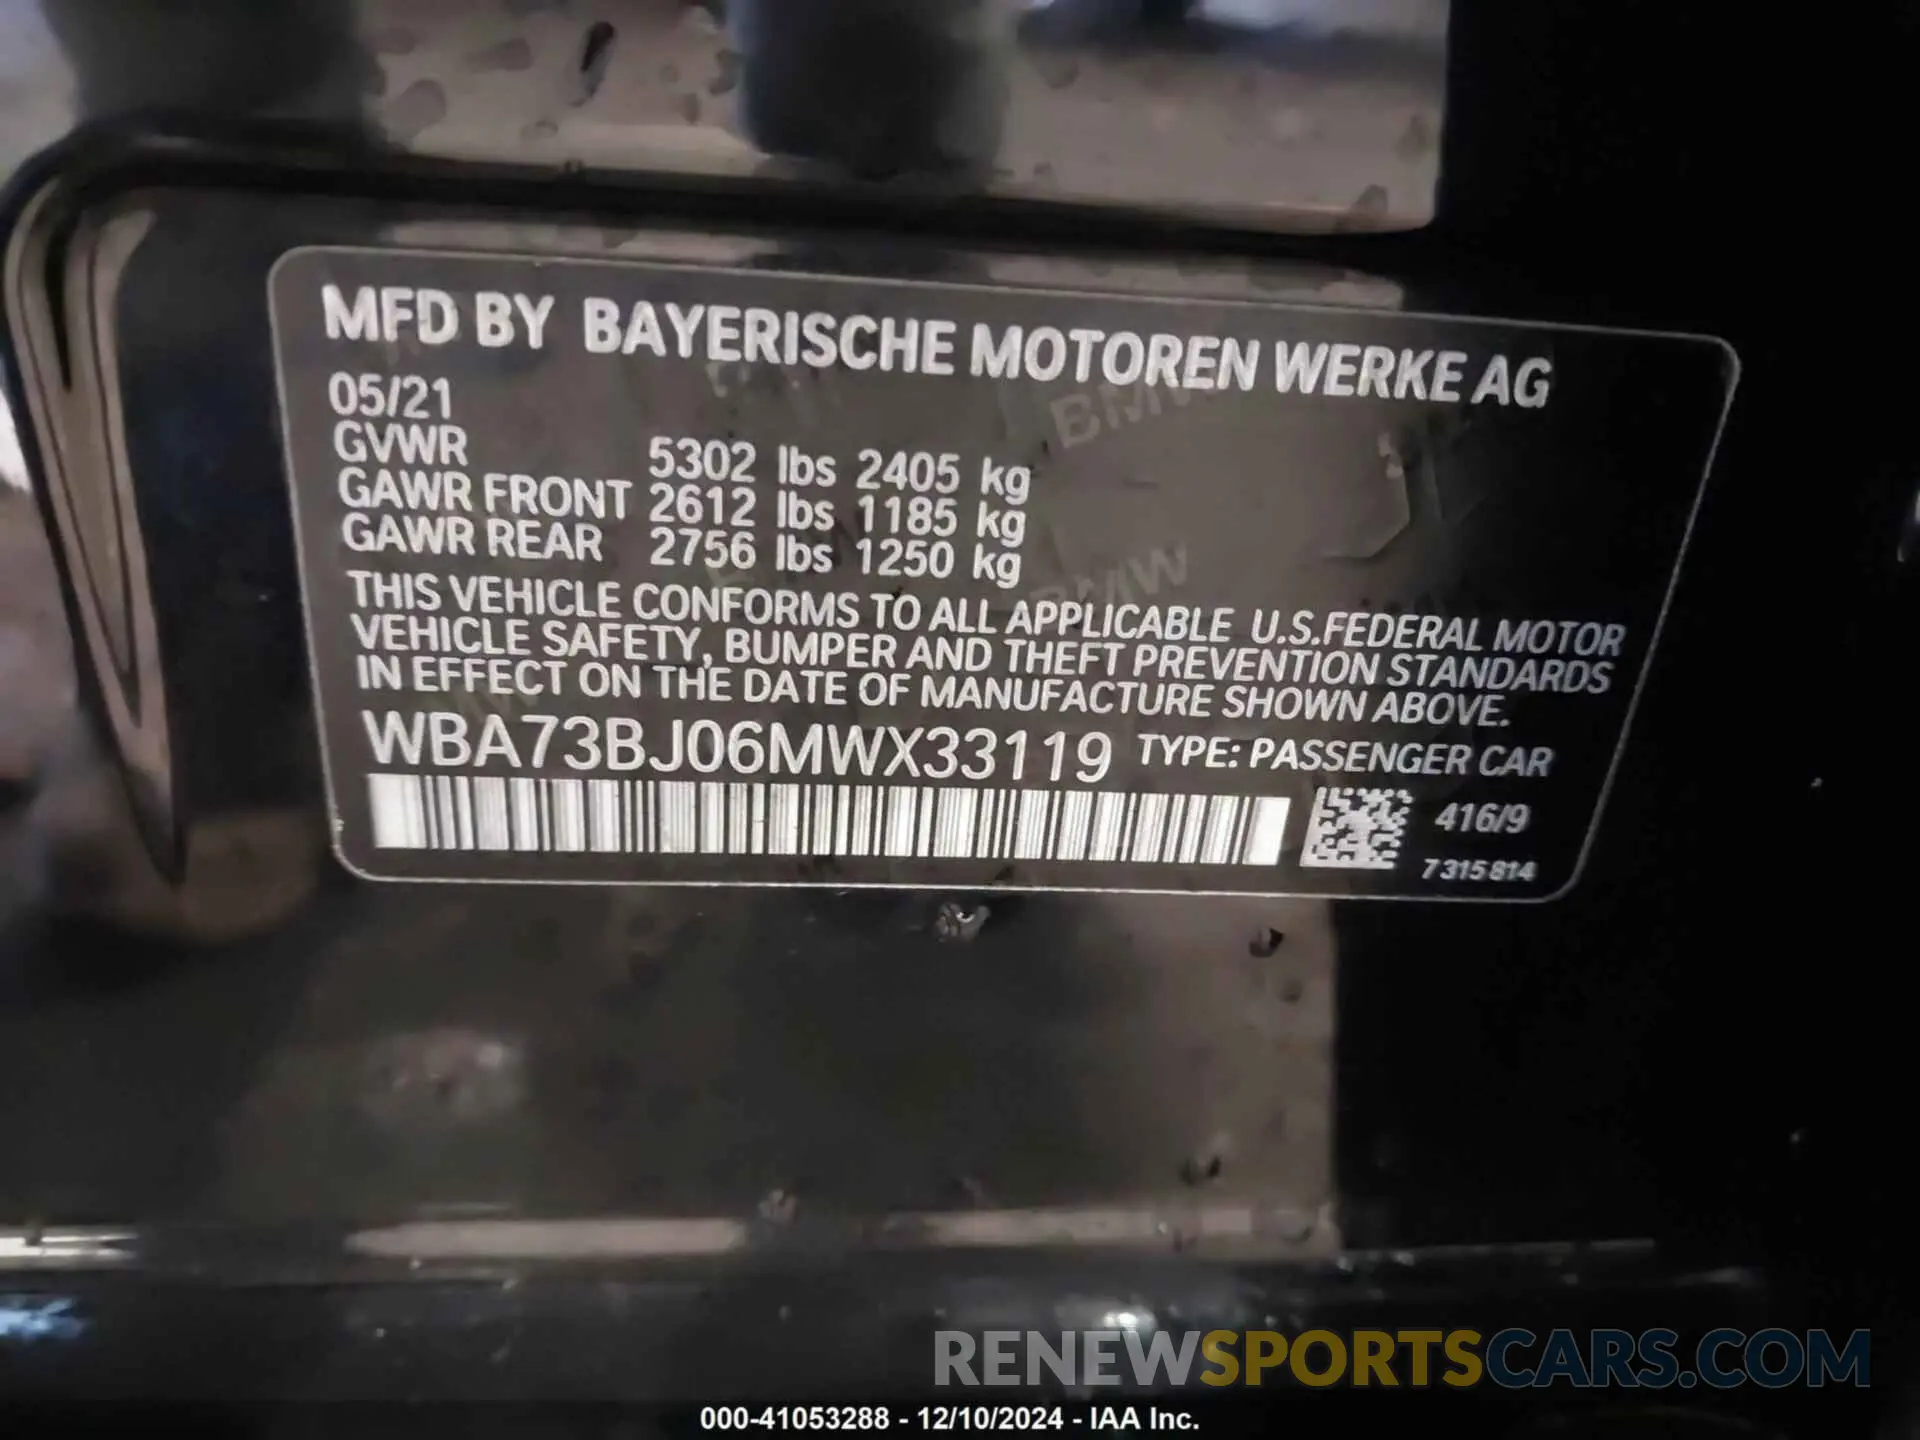 MFD BY BAYERISCHE MOTOREN WERKE AG
05/21
GVWR 5302 lbs 2405 kg
GAWR FRONT 2612 lbs 1185 kg
GAWR REAR 2756 lbs 1250 kg
THIS VEHICLE CONFORMS TO ALL APPLICABLE U.S.FEDERAL MOTOR
VEHICLE SAFETY, BUMPER AND THEFT PREVENTION STANDARDS
IN EFFECT ON THE DATE OF MANUFACTURE SHOWN ABOVE.
WBA73BJ06MWX33119 TYPE: PASSENGER CAR
416/9
7315814
BMW
BMW
RENEWSPORTSCARS.COM
000-41053288 - 12/10/2024 - IAA Inc.